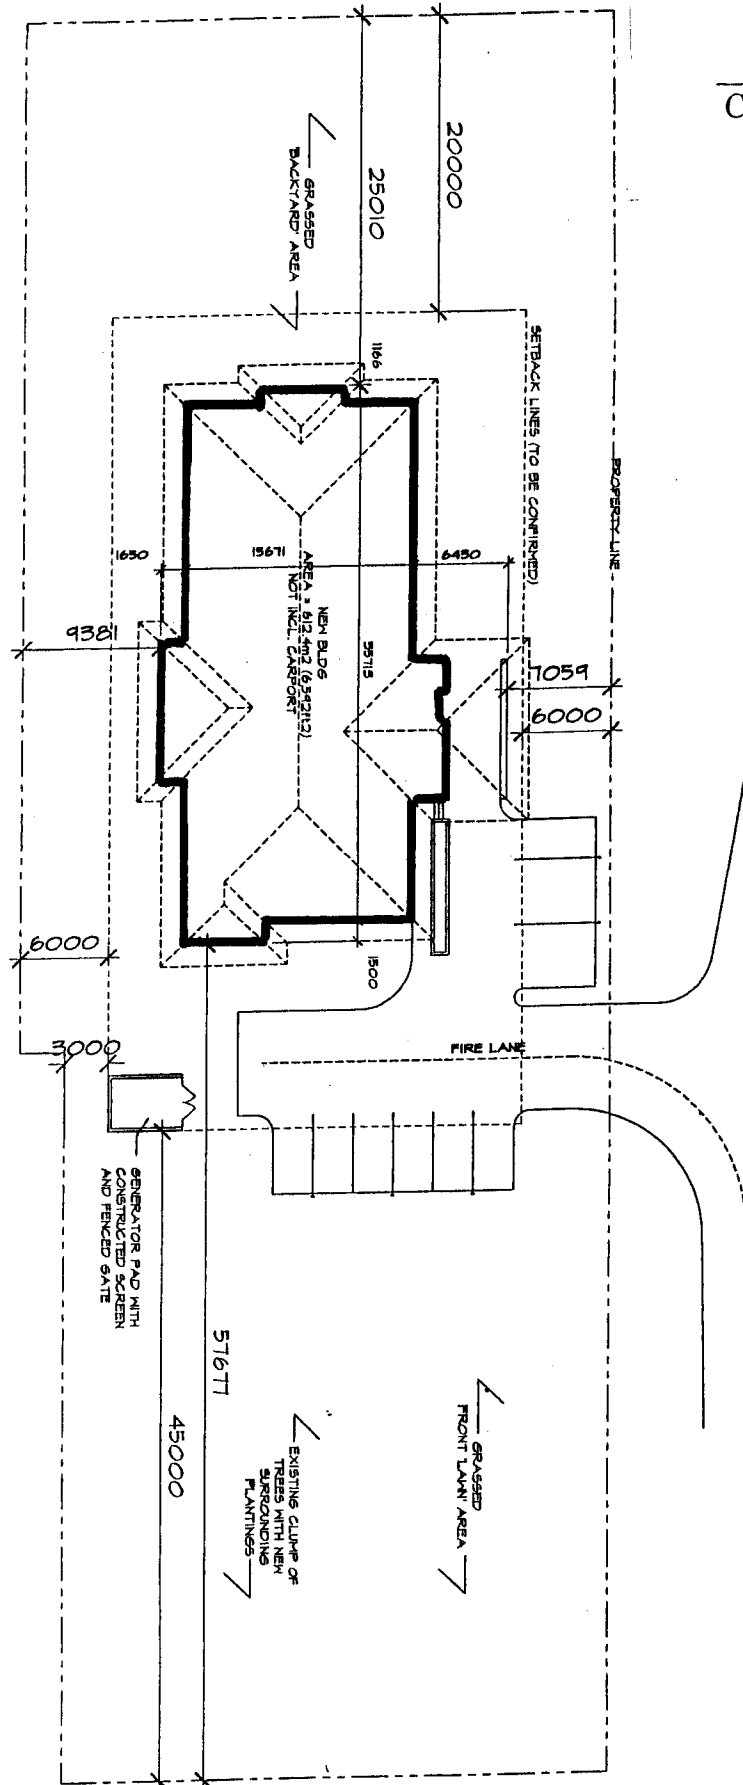 C
20000
25010
GRASSED
'BACKYARD' AREA
1166
SETBACK LINES (TO BE CONFIRMED)
PROPERTY LINE
1650
15671
6450
NEW BLDG
AREA = 612.4m2 (6,592ft2)
NOT INCL. CARPORT
35715
9381
7059
6000
6000
1500
3000
FIRE LANE
GENERATOR PAD WITH
CONSTRUCTED SCREEN
AND FENCED GATE
57677
45000
EXISTING CLUMP OF
TREES WITH NEW
SURROUNDING
PLANTINGS
GRASSED
FRONT 'LAWN' AREA